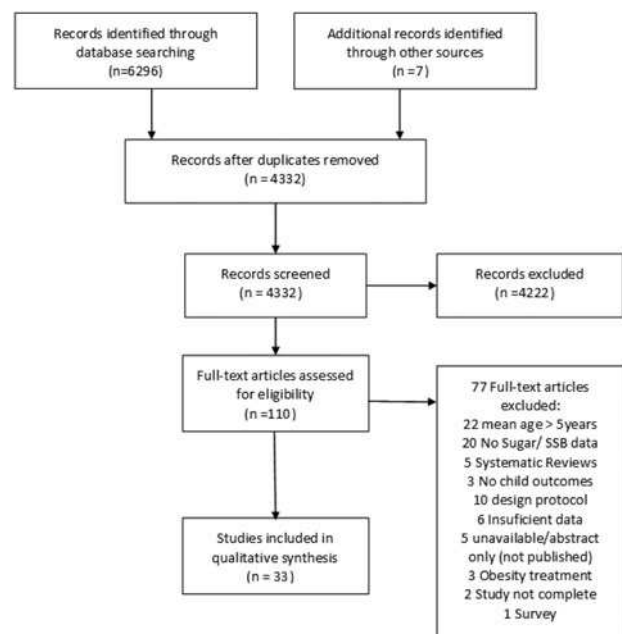 Records identified through
database searching
(n=6296)
Additional records identified
through other sources
(n =7)
Records after duplicates removed
(n = 4332)
Records screened
(n = 4332)
Records excluded
(n =4222)
Full-text articles assessed
for eligibility
(n =110)
77 Full-text articles
excluded:
22 mean age > 5years
20 No Sugar/ SSB data
5 Systematic Reviews
3 No child outcomes
10 design protocol
6 Insuficient data
5 unavailable/abstract
only (not published)
3 Obesity treatment
2 Study not complete
1 Survey
Studies included in
qualitative synthesis
(n = 33)